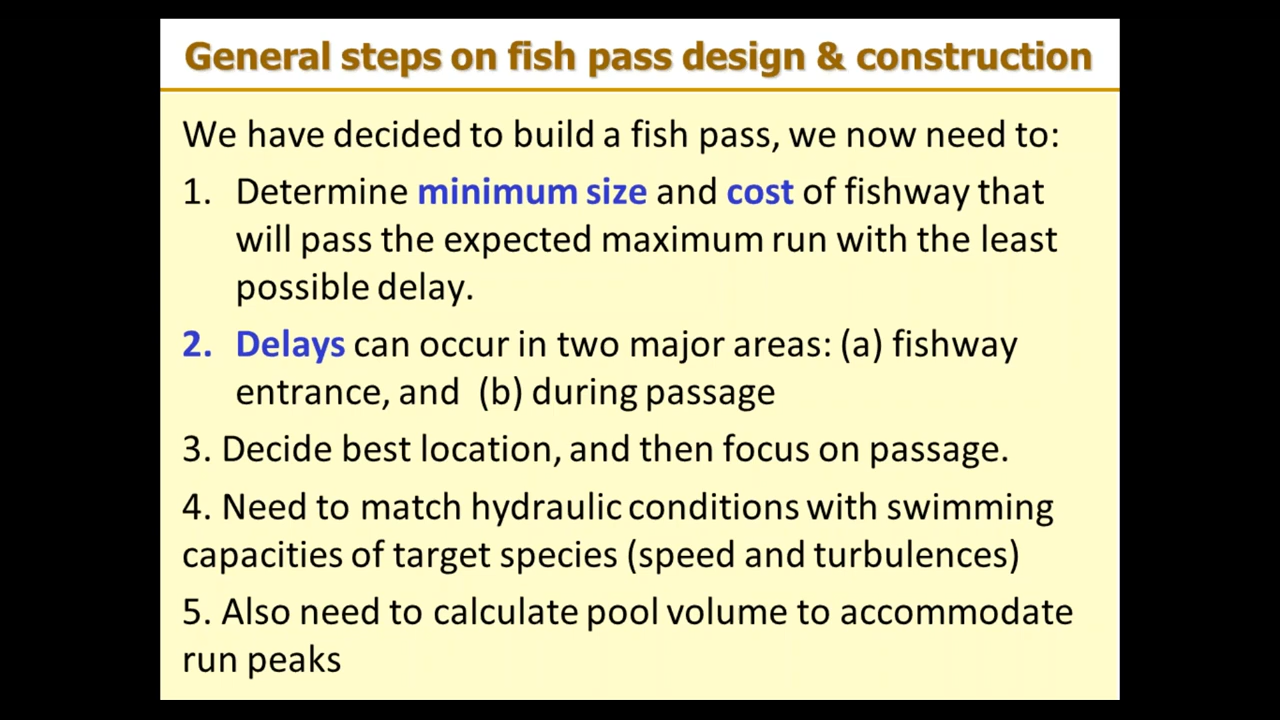 General steps on fish pass design & construction
We have decided to build a fish pass, we now need to:
1. Determine minimum size and cost of fishway that
will pass the expected maximum run with the least
possible delay.
2. Delays can occur in two major areas: (a) fishway
entrance, and (b) during passage
3. Decide best location, and then focus on passage.
4. Need to match hydraulic conditions with swimming
capacities of target species (speed and turbulences)
5. Also need to calculate pool volume to accommodate
run peaks